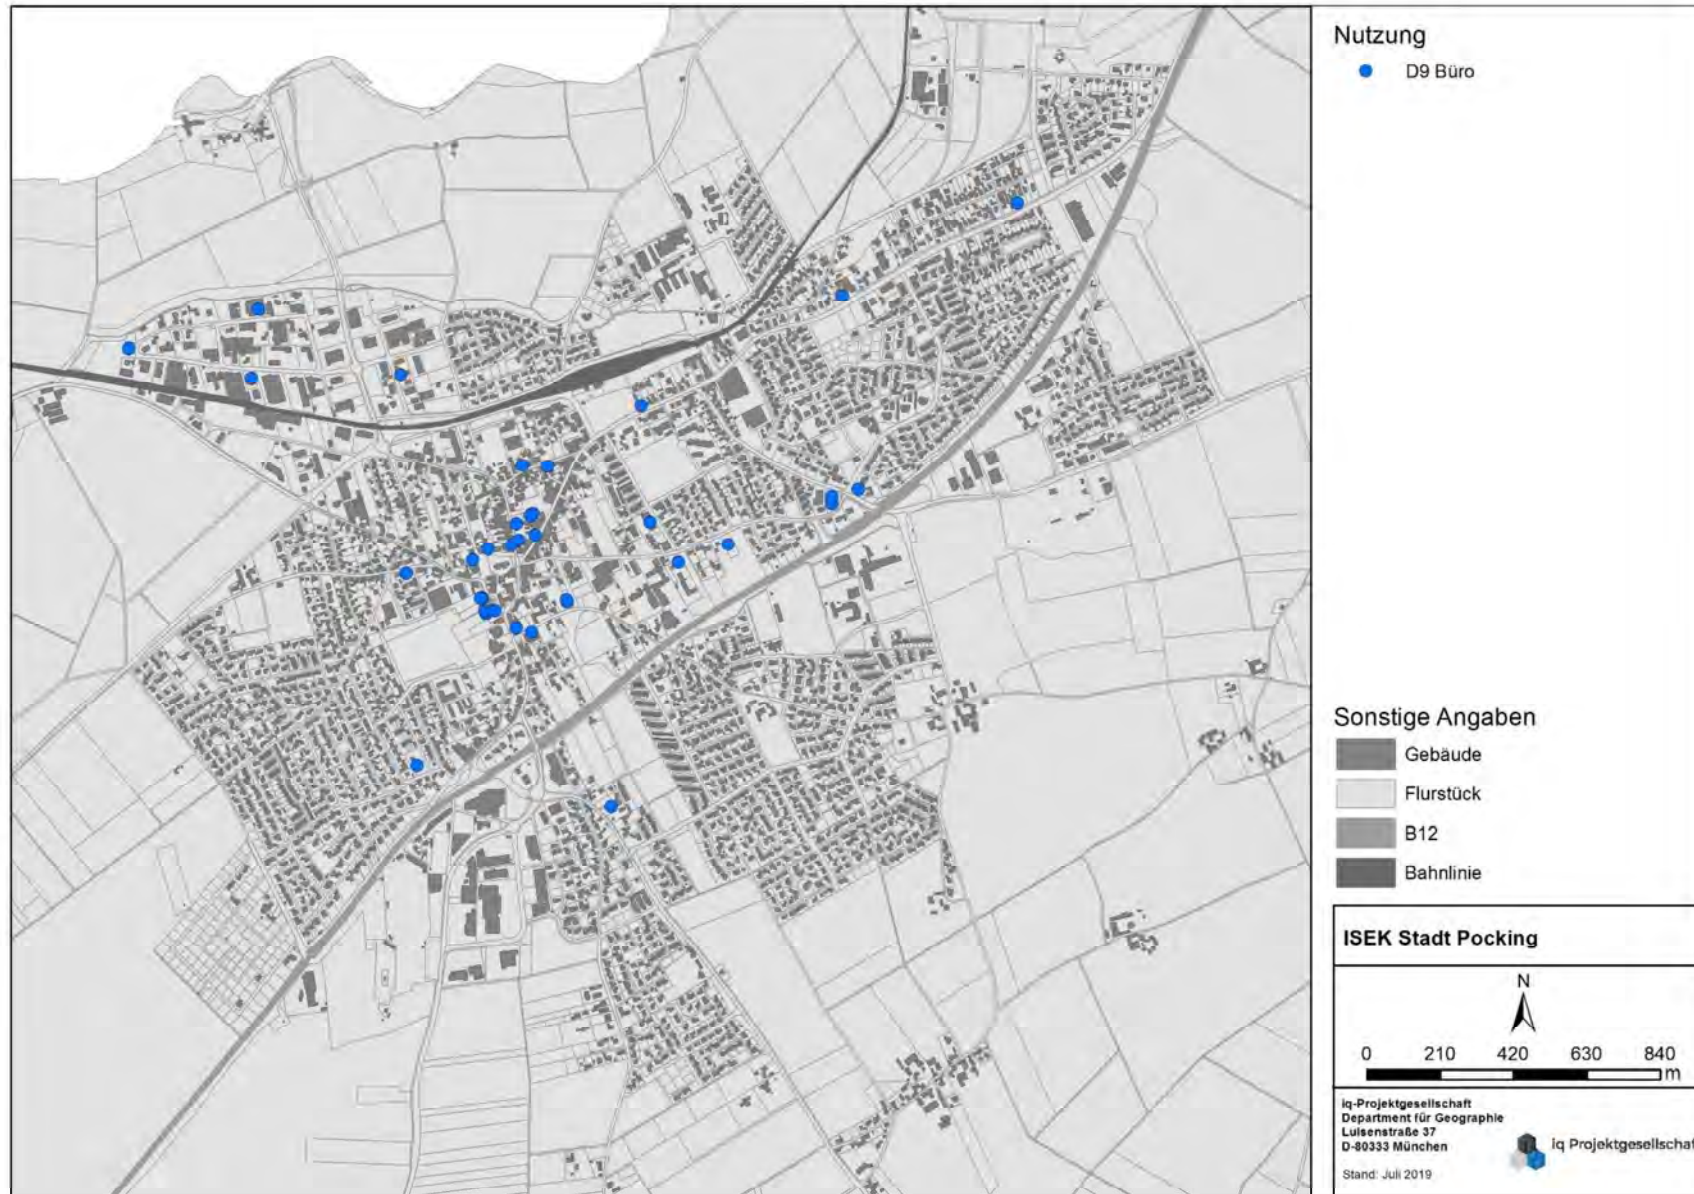 Nutzung
D9 Büro
Sonstige Angaben
Gebäude
Flurstück
B12
Bahnlinie
ISEK Stadt Pocking
N
0 210 420 630 840
m
iq-Projektgesellschaft
Department für Geographie
Luisenstraße 37
D-80333 München
iq Projektgesellschaft
Stand: Juli 2019